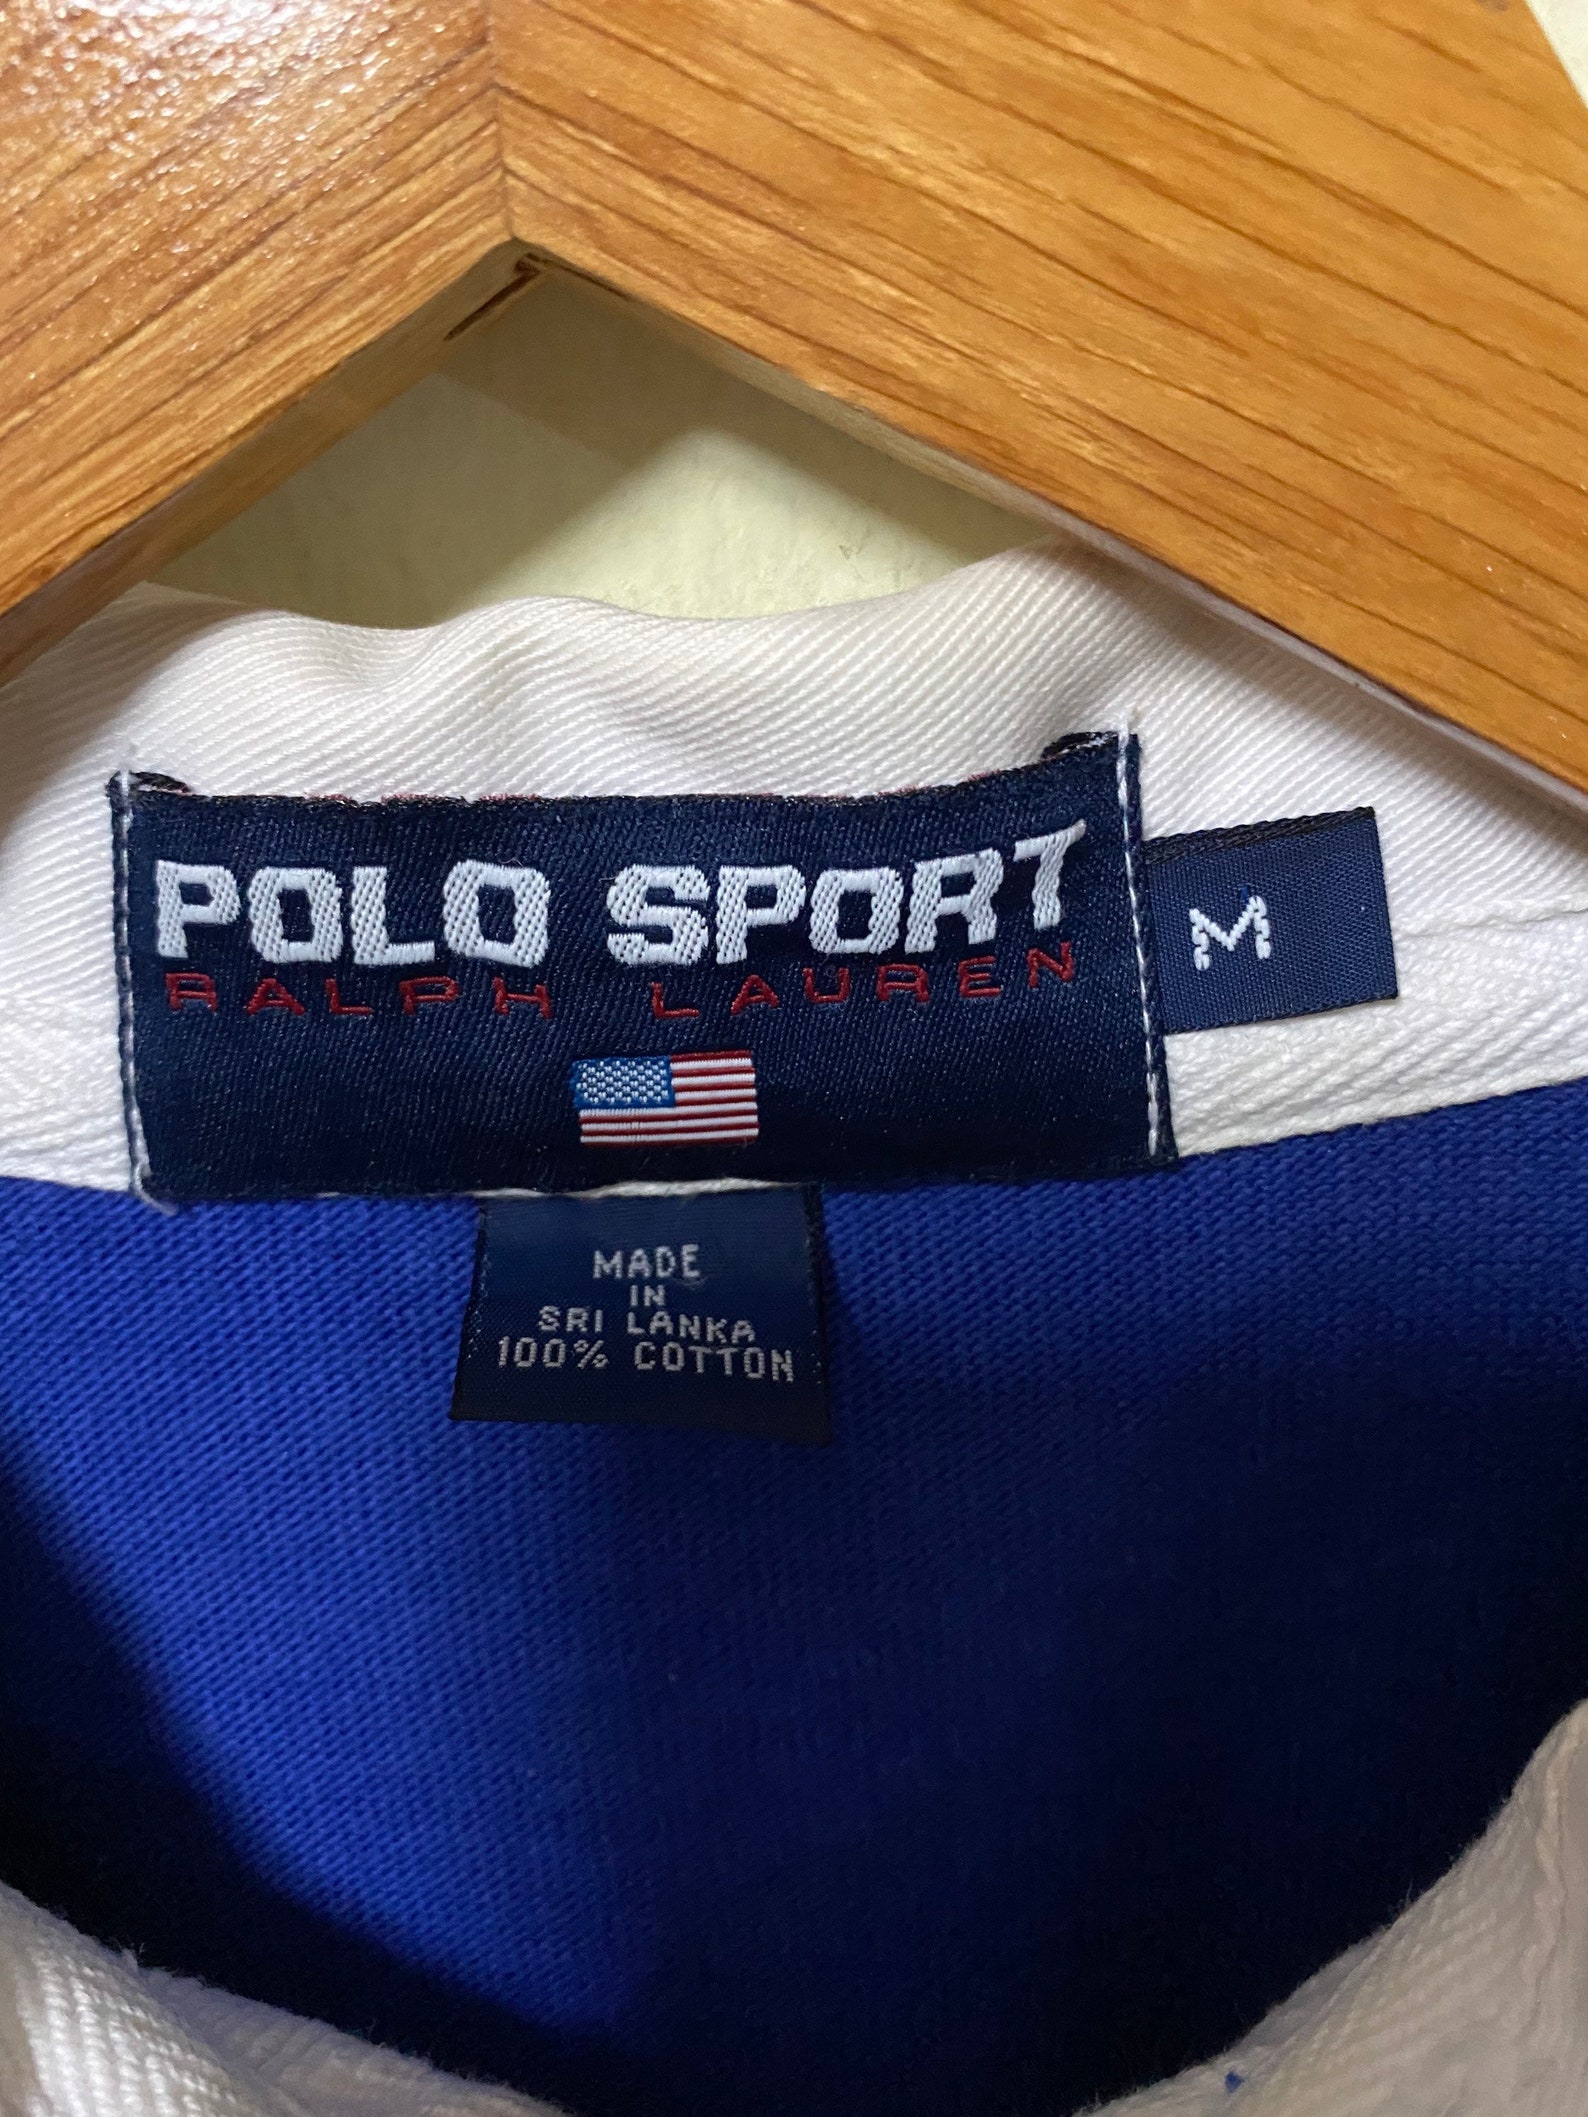 POLO SPORT
RALPH LAUREN
M
MADE
IN
SRI LANKA
100% COTTON